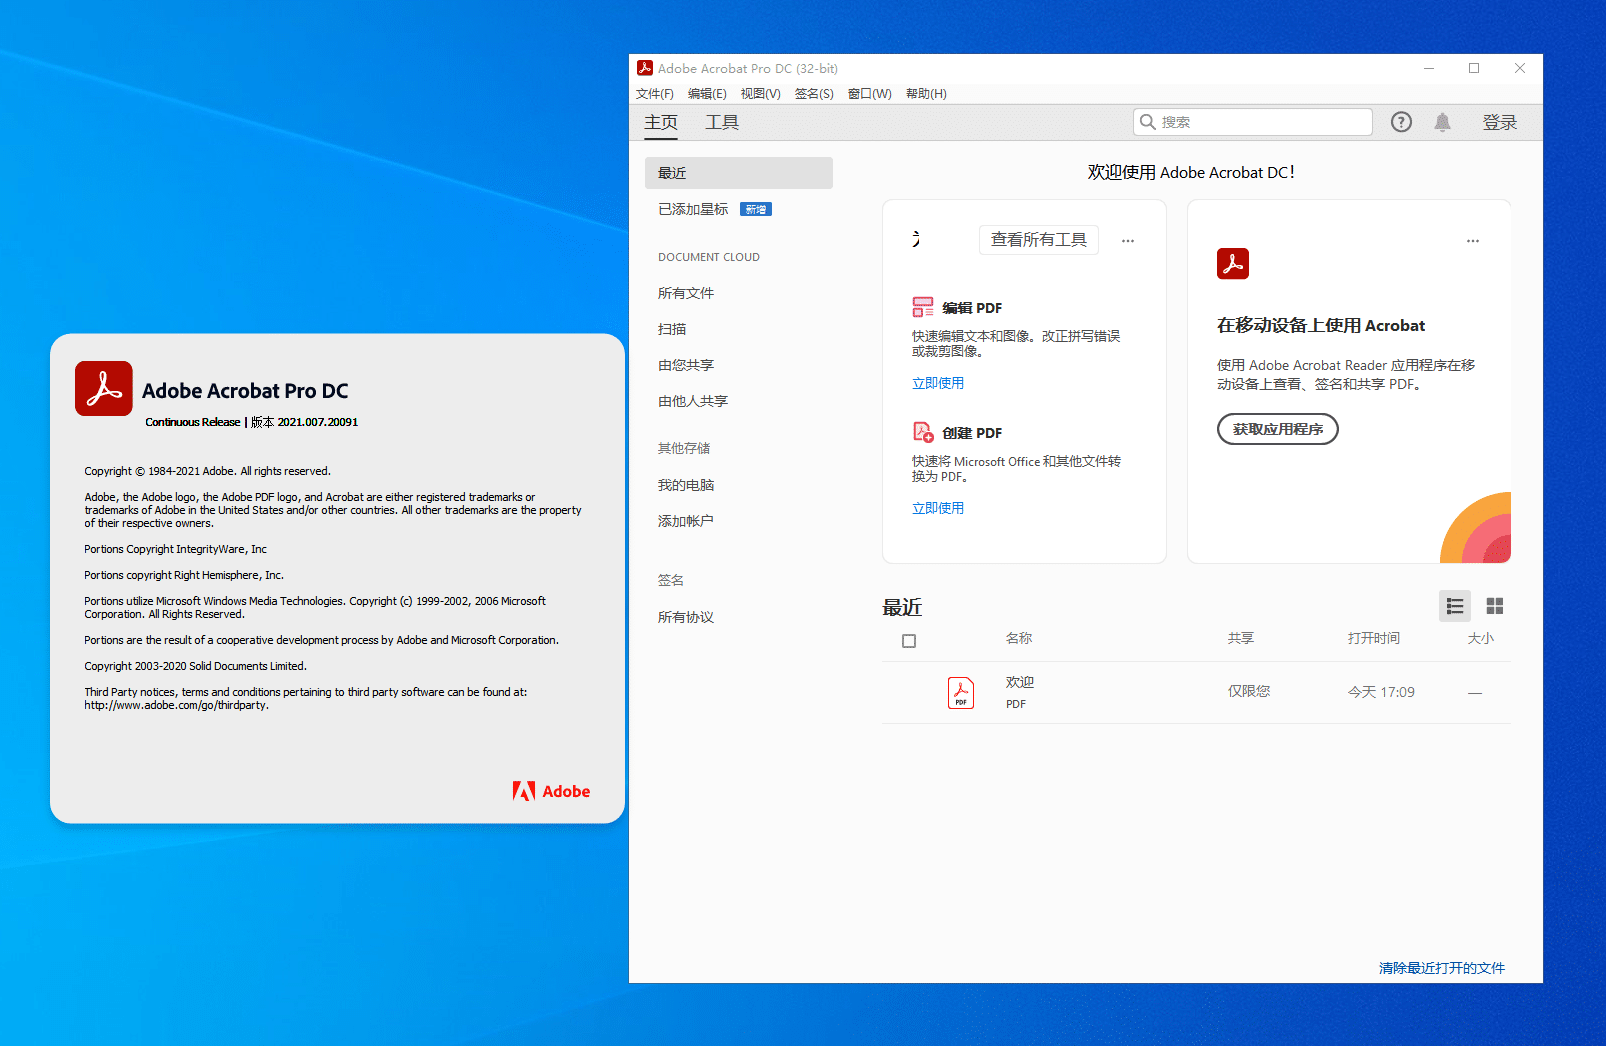 Adobe Acrobat Pro DC
Continuous Release | 版本 2021.007.20091
Copyright © 1984-2021 Adobe. All rights reserved.
Adobe, the Adobe logo, the Adobe PDF logo, and Acrobat are either registered trademarks or
trademarks of Adobe in the United States and/or other countries. All other trademarks are the property
of their respective owners.
Portions Copyright IntegrityWare, Inc
Portions copyright Right Hemisphere, Inc.
Portions utilize Microsoft Windows Media Technologies. Copyright (c) 1999-2002, 2006 Microsoft
Corporation. All Rights Reserved.
Portions are the result of a cooperative development process by Adobe and Microsoft Corporation.
Copyright 2003-2020 Solid Documents Limited.
Third Party notices, terms and conditions pertaining to third party software can be found at:
http://www.adobe.com/go/thirdparty.
Adobe
Adobe Acrobat Pro DC (32-bit)
文件(F) 编辑(E) 视图(V) 签名(S) 窗口(W) 帮助(H)
主页 工具 搜索 登录
最近
已添加星标 新增
DOCUMENT CLOUD
所有文件
扫描
由您共享
由他人共享
其他存储
我的电脑
添加帐户
签名
所有协议
欢迎使用 Adobe Acrobat DC!
查看所有工具
编辑 PDF
快速编辑文本和图像。改正拼写错误
或裁剪图像。
立即使用
创建 PDF
快速将 Microsoft Office 和其他文件转
换为 PDF。
立即使用
在移动设备上使用 Acrobat
使用 Adobe Acrobat Reader 应用程序在移
动设备上查看、签名和共享 PDF。
获取应用程序
最近
名称 共享 打开时间 大小
PDF
欢迎 仅限您 今天 17:09 —
PDF
清除最近打开的文件